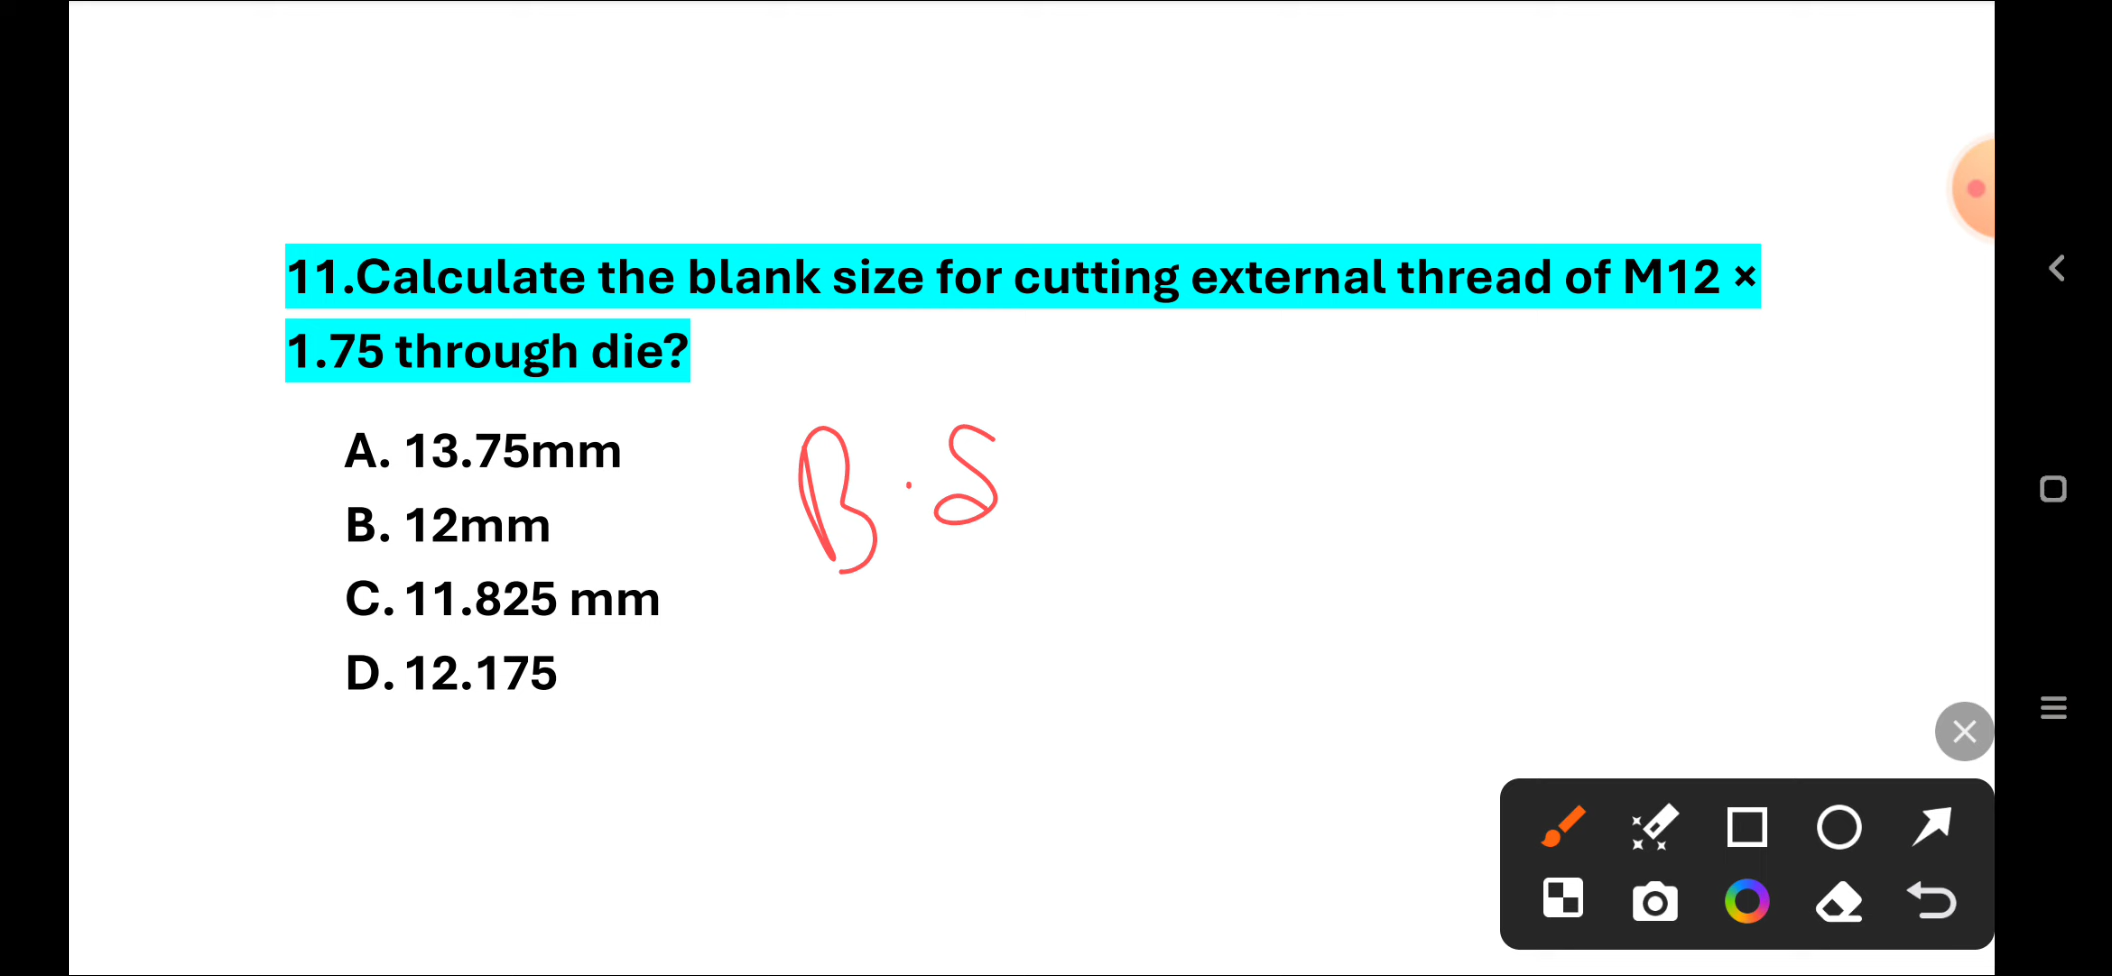 11.Calculate the blank size for cutting external thread of M12 ×
1.75 through die?
A. 13.75mm
B. 12mm
C. 11.825 mm
D. 12.175
B.S